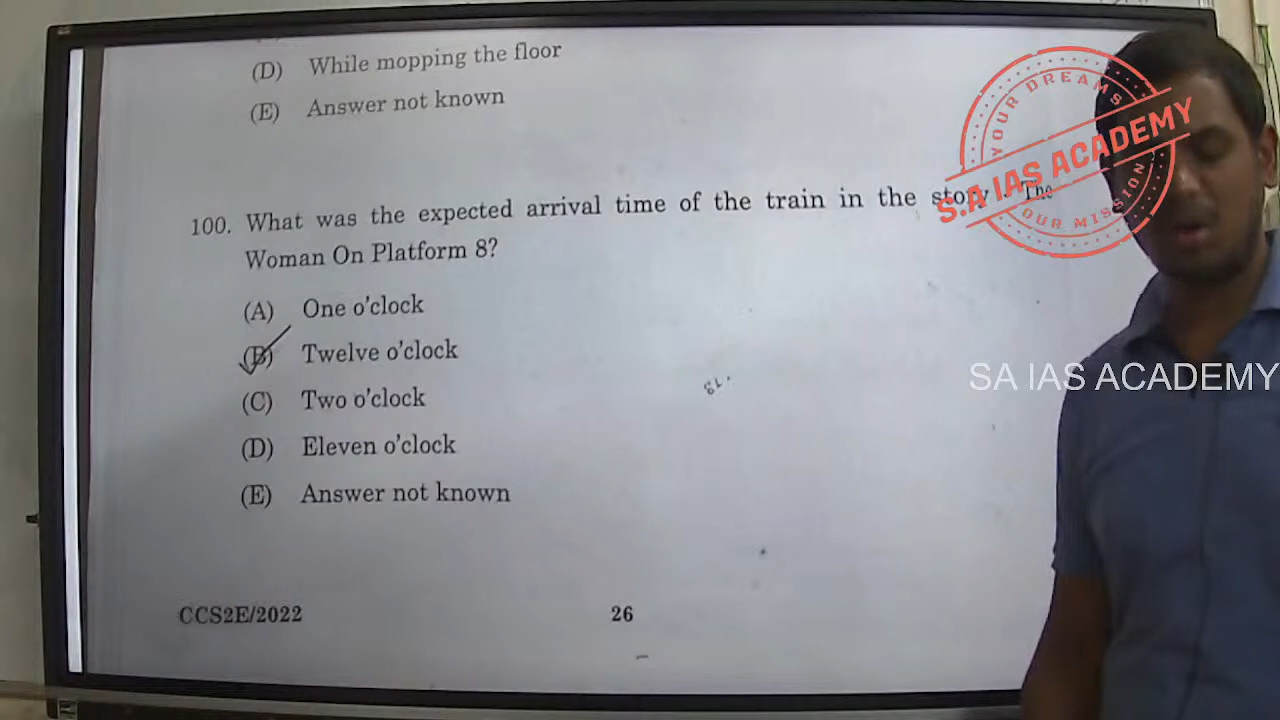 (D) While mopping the floor
(E) Answer not known
100. What was the expected arrival time of the train in the story - The
Woman On Platform 8?
(A) One o'clock
(B) Twelve o'clock
(C) Two o'clock
(D) Eleven o'clock
(E) Answer not known
CCS2E/2022 26
YOUR DREAMS
S.A IAS ACADEMY
OUR MISSION
SA IAS ACADEMY